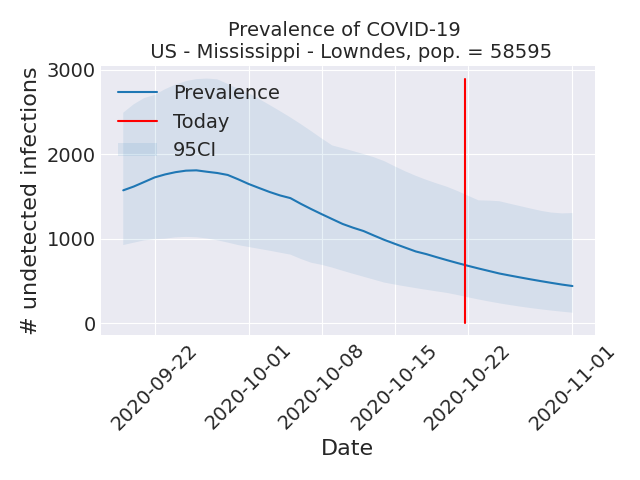 Prevalence of COVID-19
US - Mississippi - Lowndes, pop. = 58595
# undetected infections
3000
2000
1000
0
Prevalence
Today
95CI
2020-09-22
2020-10-01
2020-10-08
2020-10-15
2020-10-22
2020-11-01
Date